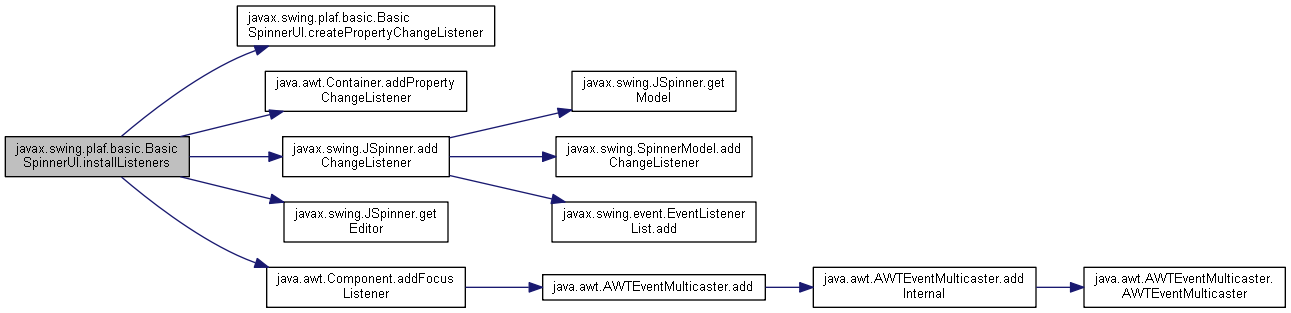 javax.swing.plaf.basic.Basic
SpinnerUI.createPropertyChangeListener
java.awt.Container.addProperty
ChangeListener
javax.swing.JSpinner.get
Model
javax.swing.plaf.basic.Basic
SpinnerUI.installListeners
javax.swing.JSpinner.add
ChangeListener
javax.swing.SpinnerModel.add
ChangeListener
javax.swing.JSpinner.get
Editor
javax.swing.event.EventListener
List.add
java.awt.Component.addFocus
Listener
java.awt.AWTEventMulticaster.add
java.awt.AWTEventMulticaster.add
Internal
java.awt.AWTEventMulticaster.
AWTEventMulticaster